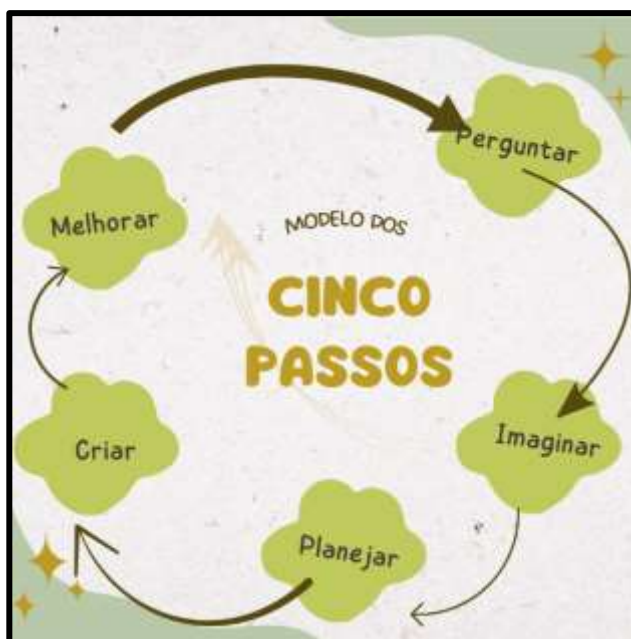 MODELO DOS
CINCO
PASSOS
Perguntar
Imaginar
Planejar
Criar
Melhorar